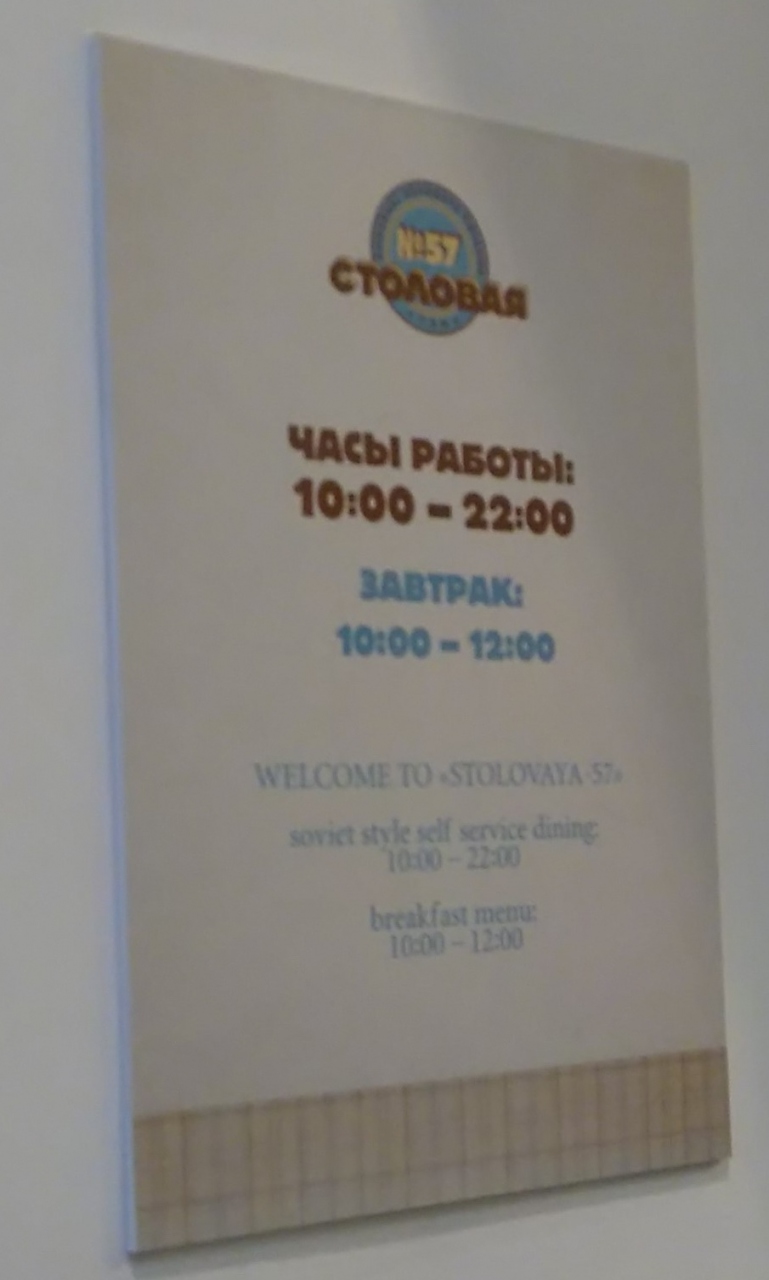 №57
СТОЛОВАЯ
ЧАСЫ РАБОТЫ:
10:00 – 22:00
ЗАВТРАК:
10:00 – 12:00
WELCOME TO «STOLOVAYA-57»
soviet style self service dining:
10:00 – 22:00
breakfast menu:
10:00 – 12:00